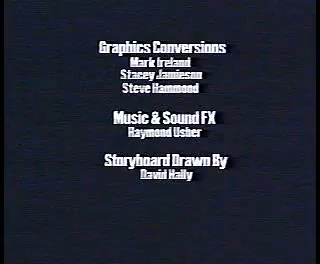 Graphics Conversions
Mark Ireland
Stacey Jamieson
Steve Hammond
Music & Sound FX
Raymond Usher
Storyboard Drawn By
David Hally